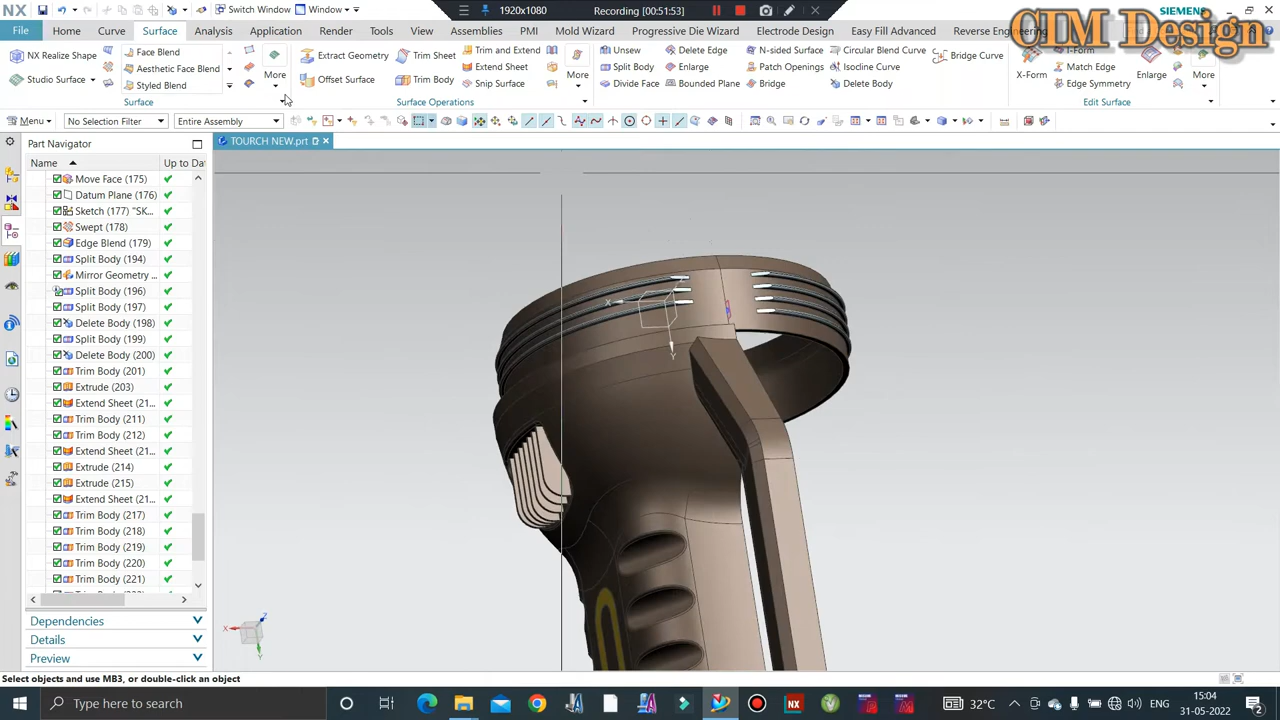 NX
Switch Window
Window
1920x1080
Recording [00:51:53]
SIEMENS
CTM Design
File
Home
Curve
Surface
Analysis
Application
Render
Tools
View
Assemblies
PMI
Mold Wizard
Progressive Die Wizard
Electrode Design
Easy Fill Advanced
Reverse Engineering
NX Realize Shape
Face Blend
Extract Geometry
Trim Sheet
Trim and Extend
Unsew
Delete Edge
N-sided Surface
Circular Blend Curve
Bridge Curve
I-Form
Aesthetic Face Blend
More
Extend Sheet
More
Split Body
Enlarge
Patch Openings
Isocline Curve
X-Form
Match Edge
Enlarge
More
Studio Surface
Styled Blend
Offset Surface
Trim Body
Snip Surface
Divide Face
Bounded Plane
Bridge
Delete Body
Edge Symmetry
Surface
Surface Operations
Edit Surface
Menu
No Selection Filter
Entire Assembly
Part Navigator
TOURCH NEW.prt
Name
Up to Da
Move Face (175)
Datum Plane (176)
Sketch (177) "SK...
Swept (178)
Edge Blend (179)
Split Body (194)
Mirror Geometry ...
Split Body (196)
Split Body (197)
Delete Body (198)
Split Body (199)
Delete Body (200)
Trim Body (201)
Extrude (203)
Extend Sheet (21...
Trim Body (211)
Trim Body (212)
Extend Sheet (21...
Extrude (214)
Extrude (215)
Extend Sheet (21...
Trim Body (217)
Trim Body (218)
Trim Body (219)
Trim Body (220)
Trim Body (221)
X
Y
X
Z
Y
Dependencies
Details
Preview
Select objects and use MB3, or double-click an object
Type here to search
32°C
ENG
15:04
31-05-2022